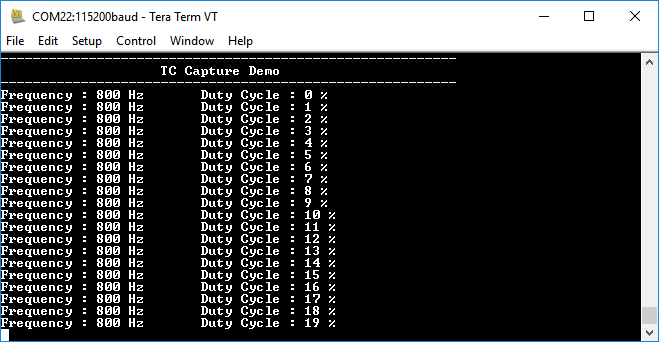 COM22:115200baud - Tera Term VT
File Edit Setup Control Window Help
--------------------------------------------------------- 
TC Capture Demo
---------------------------------------------------------
Frequency : 800 Hz Duty Cycle : 0 %
Frequency : 800 Hz Duty Cycle : 1 %
Frequency : 800 Hz Duty Cycle : 2 %
Frequency : 800 Hz Duty Cycle : 3 %
Frequency : 800 Hz Duty Cycle : 4 %
Frequency : 800 Hz Duty Cycle : 5 %
Frequency : 800 Hz Duty Cycle : 6 %
Frequency : 800 Hz Duty Cycle : 7 %
Frequency : 800 Hz Duty Cycle : 8 %
Frequency : 800 Hz Duty Cycle : 9 %
Frequency : 800 Hz Duty Cycle : 10 %
Frequency : 800 Hz Duty Cycle : 11 %
Frequency : 800 Hz Duty Cycle : 12 %
Frequency : 800 Hz Duty Cycle : 13 %
Frequency : 800 Hz Duty Cycle : 14 %
Frequency : 800 Hz Duty Cycle : 15 %
Frequency : 800 Hz Duty Cycle : 16 %
Frequency : 800 Hz Duty Cycle : 17 %
Frequency : 800 Hz Duty Cycle : 18 %
Frequency : 800 Hz Duty Cycle : 19 %